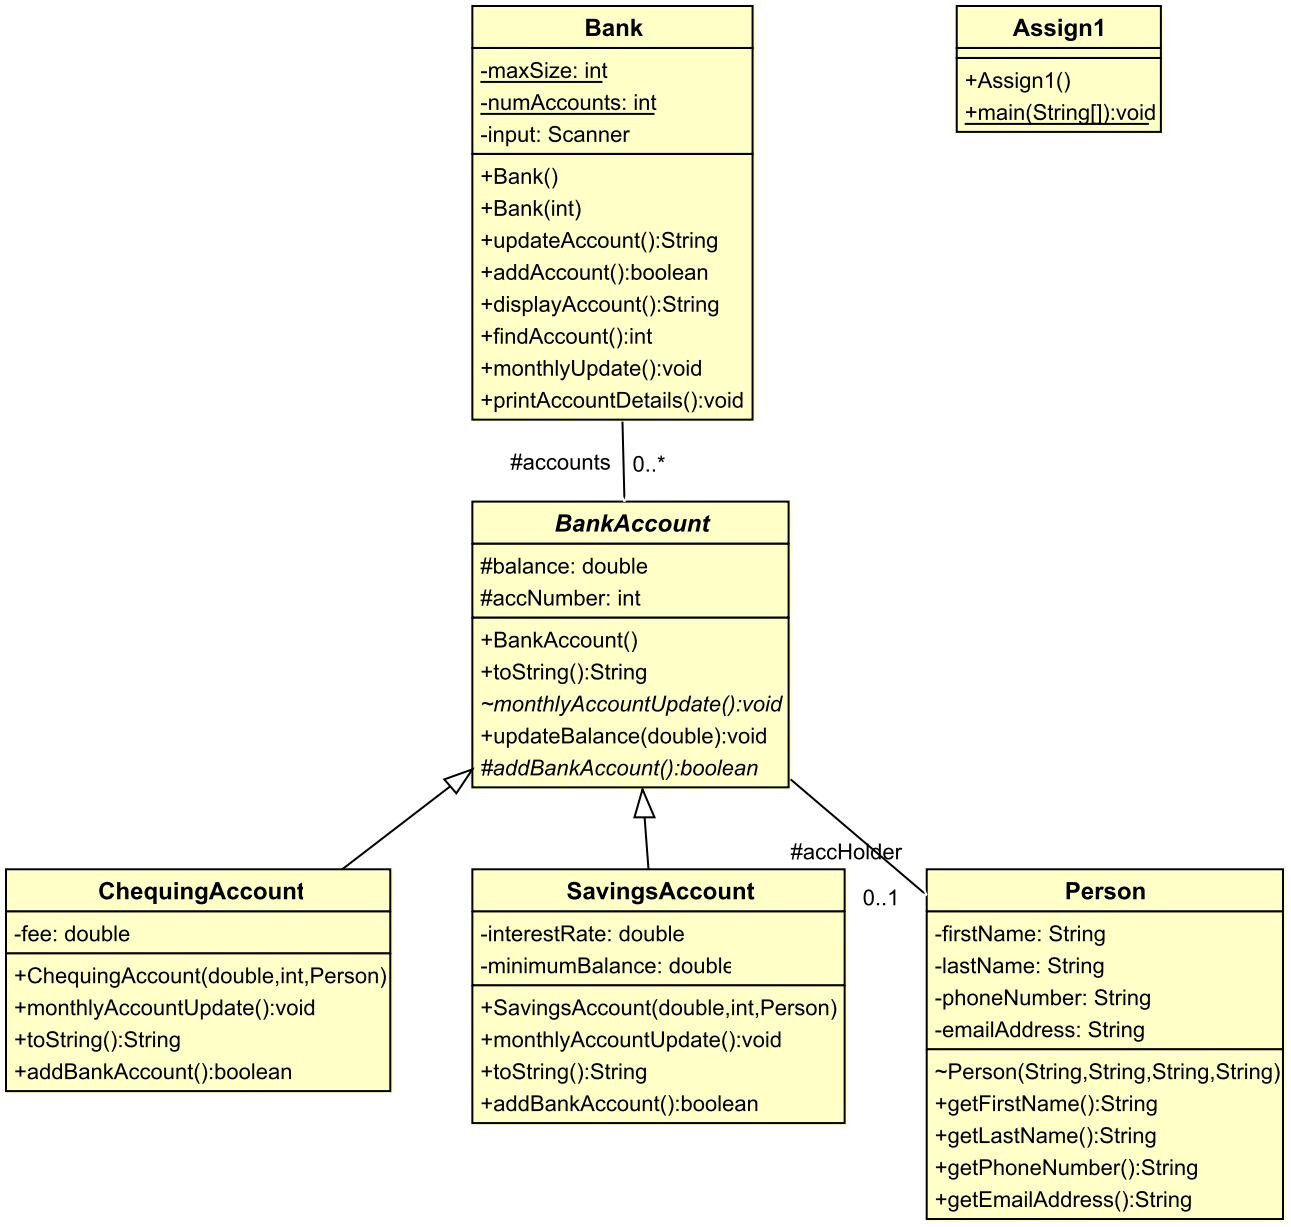 Bank
-maxSize: int
-numAccounts: int
-input: Scanner
+Bank()
+Bank(int)
+updateAccount():String
+addAccount():boolean
+displayAccount():String
+findAccount():int
+monthlyUpdate():void
+printAccountDetails():void
Assign1
+Assign1()
+main(String[]):void
#accounts
0..*
BankAccount
#balance: double
#accNumber: int
+BankAccount()
+toString():String
~monthlyAccountUpdate():void
+updateBalance(double):void
#addBankAccount():boolean
#accHolder
0..1
ChequingAccount
-fee: double
+ChequingAccount(double,int,Person)
+monthlyAccountUpdate():void
+toString():String
+addBankAccount():boolean
SavingsAccount
-interestRate: double
-minimumBalance: double
+SavingsAccount(double,int,Person)
+monthlyAccountUpdate():void
+toString():String
+addBankAccount():boolean
Person
-firstName: String
-lastName: String
-phoneNumber: String
-emailAddress: String
~Person(String,String,String,String)
+getFirstName():String
+getLastName():String
+getPhoneNumber():String
+getEmailAddress():String